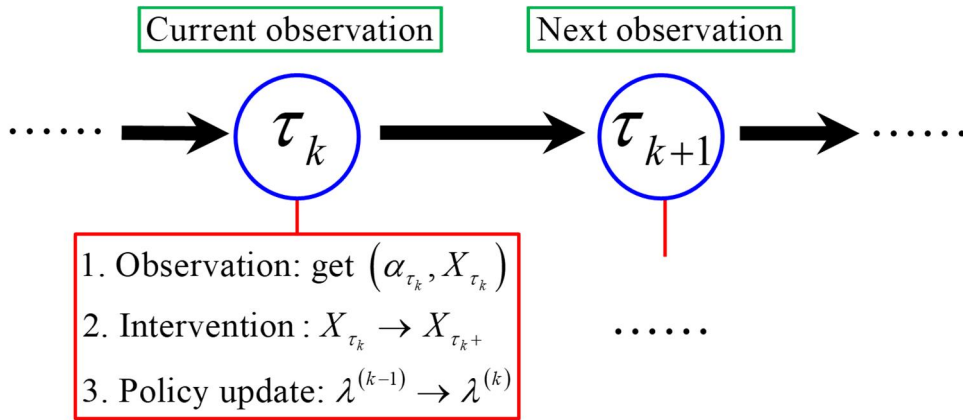 Current observation Next observation
...... τ_k τ_{k+1} ......
1. Observation: get (α_{τ_k}, X_{τ_k})
2. Intervention : X_{τ_k} → X_{τ_k+}
......
3. Policy update: λ^{(k−1)} → λ^{(k)}